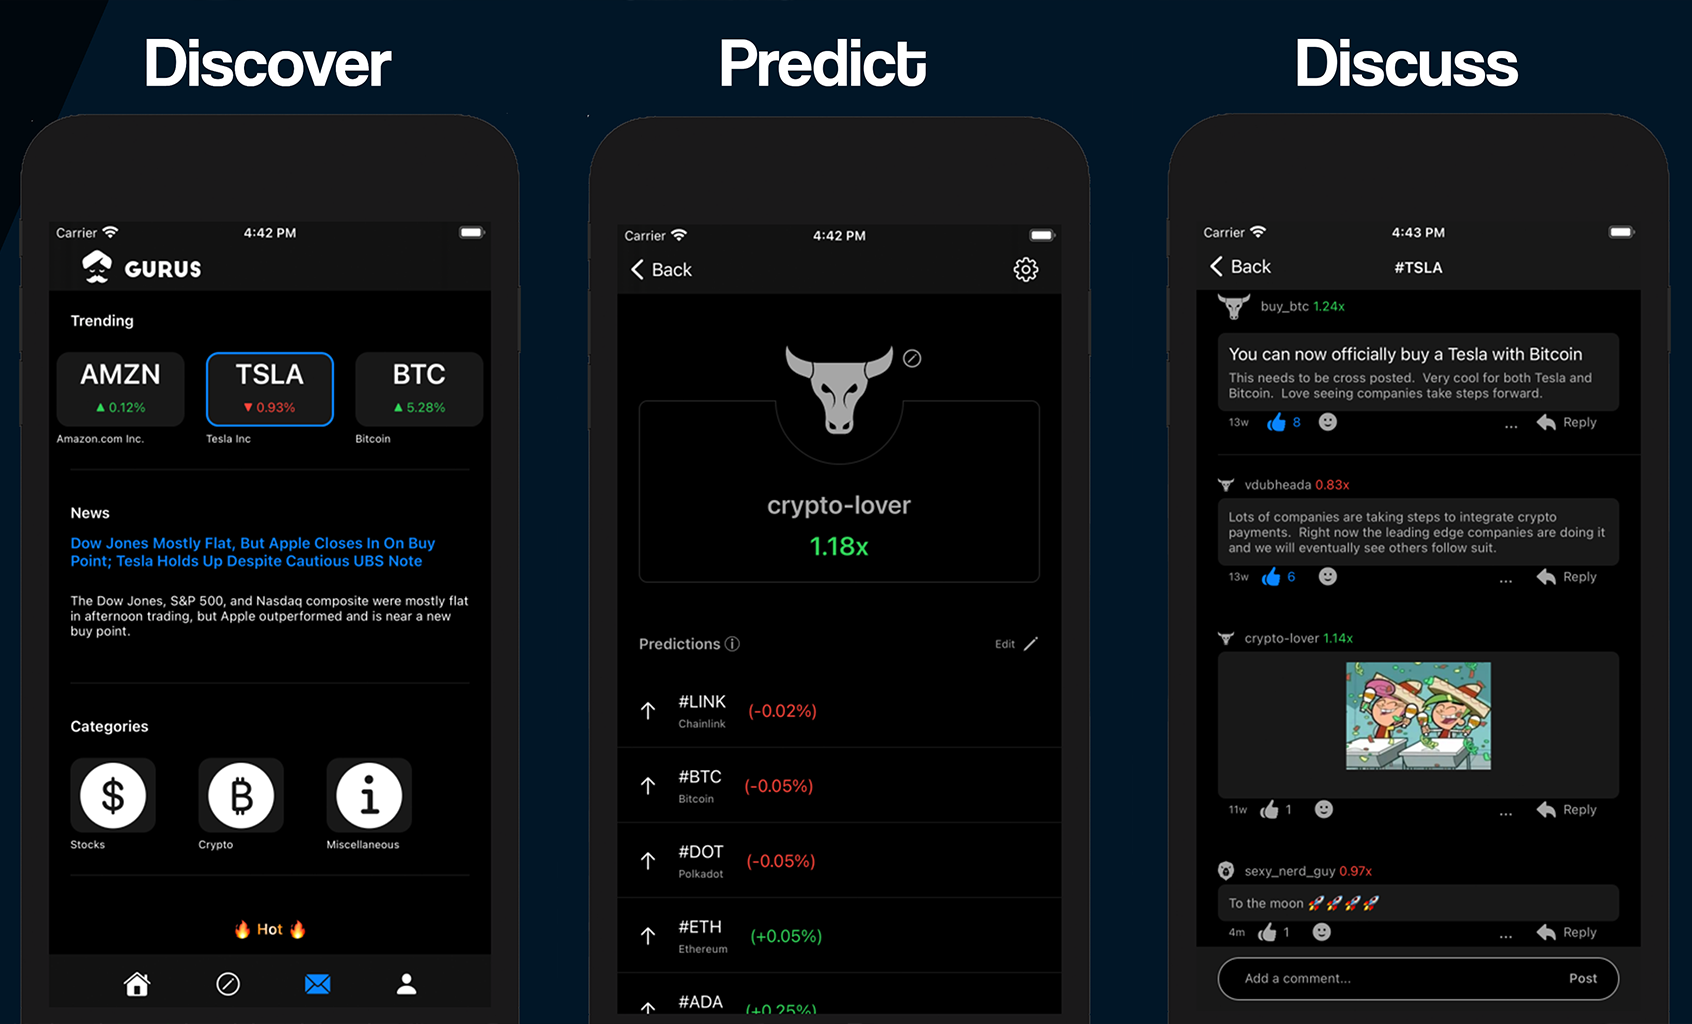 Discover
Carrier
4:42 PM
GURUS
Trending
AMZN
▲ 0.12%
Amazon.com Inc.
TSLA
▼ 0.93%
Tesla Inc
BTC
▲ 5.28%
Bitcoin
News
Dow Jones Mostly Flat, But Apple Closes In On Buy
Point; Tesla Holds Up Despite Cautious UBS Note
The Dow Jones, S&P 500, and Nasdaq composite were mostly flat
in afternoon trading, but Apple outperformed and is near a new
buy point.
Categories
$
Stocks
₿
Crypto
i
Miscellaneous
🔥 Hot 🔥
Predict
Carrier
4:42 PM
Back
crypto-lover
1.18x
Predictions ⓘ
Edit
↑ #LINK (-0.02%)
Chainlink
↑ #BTC (-0.05%)
Bitcoin
↑ #DOT (-0.05%)
Polkadot
↑ #ETH (+0.05%)
Ethereum
↑ #ADA (+0.25%)
Discuss
Carrier
4:43 PM
Back
#TSLA
buy_btc 1.24x
You can now officially buy a Tesla with Bitcoin
This needs to be cross posted. Very cool for both Tesla and
Bitcoin. Love seeing companies take steps forward.
13w 8 ... Reply
vdubheada 0.83x
Lots of companies are taking steps to integrate crypto
payments. Right now the leading edge companies are doing it
and we will eventually see others follow suit.
13w 6 ... Reply
crypto-lover 1.14x
11w 1 ... Reply
sexy_nerd_guy 0.97x
To the moon 🚀🚀🚀🚀
4m 1 ... Reply
Add a comment... Post